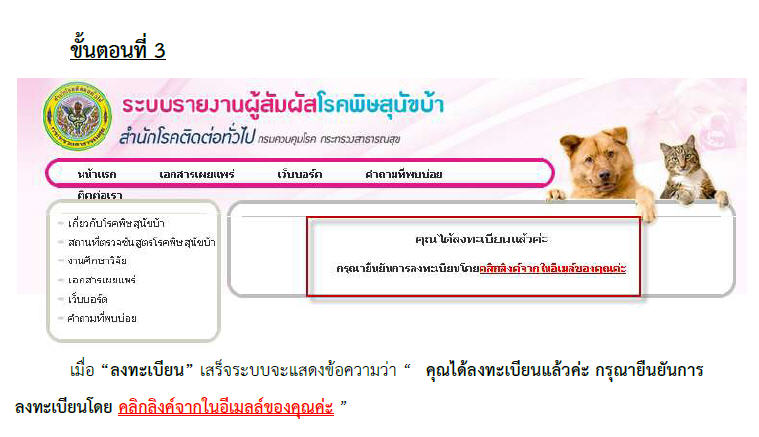 ขั้นตอนที่ 3
ระบบรายงานผู้สัมผัสโรคพิษสุนัขบ้า
สำนักโรคติดต่อทั่วไป กรมควบคุมโรค กระทรวงสาธารณสุข
หน้าแรก เอกสารเผยแพร่ เว็บบอร์ด คำถามที่พบบ่อย
ติดต่อเรา
เกี่ยวกับโรคพิษสุนัขบ้า
สถานที่ตรวจชันสูตรโรคพิษสุนัขบ้า
งานศึกษาวิจัย
เอกสารเผยแพร่
เว็บบอร์ด
คำถามที่พบบ่อย
คุณได้ลงทะเบียนแล้วค่ะ
กรุณายืนยันการลงทะเบียนโดยคลิกลิงค์จากในอีเมล์ของคุณค่ะ
เมื่อ “ลงทะเบียน” เสร็จระบบจะแสดงข้อความว่า “ คุณได้ลงทะเบียนแล้วค่ะ กรุณายืนยันการ
ลงทะเบียนโดย คลิกลิงค์จากในอีเมลล์ของคุณค่ะ ”